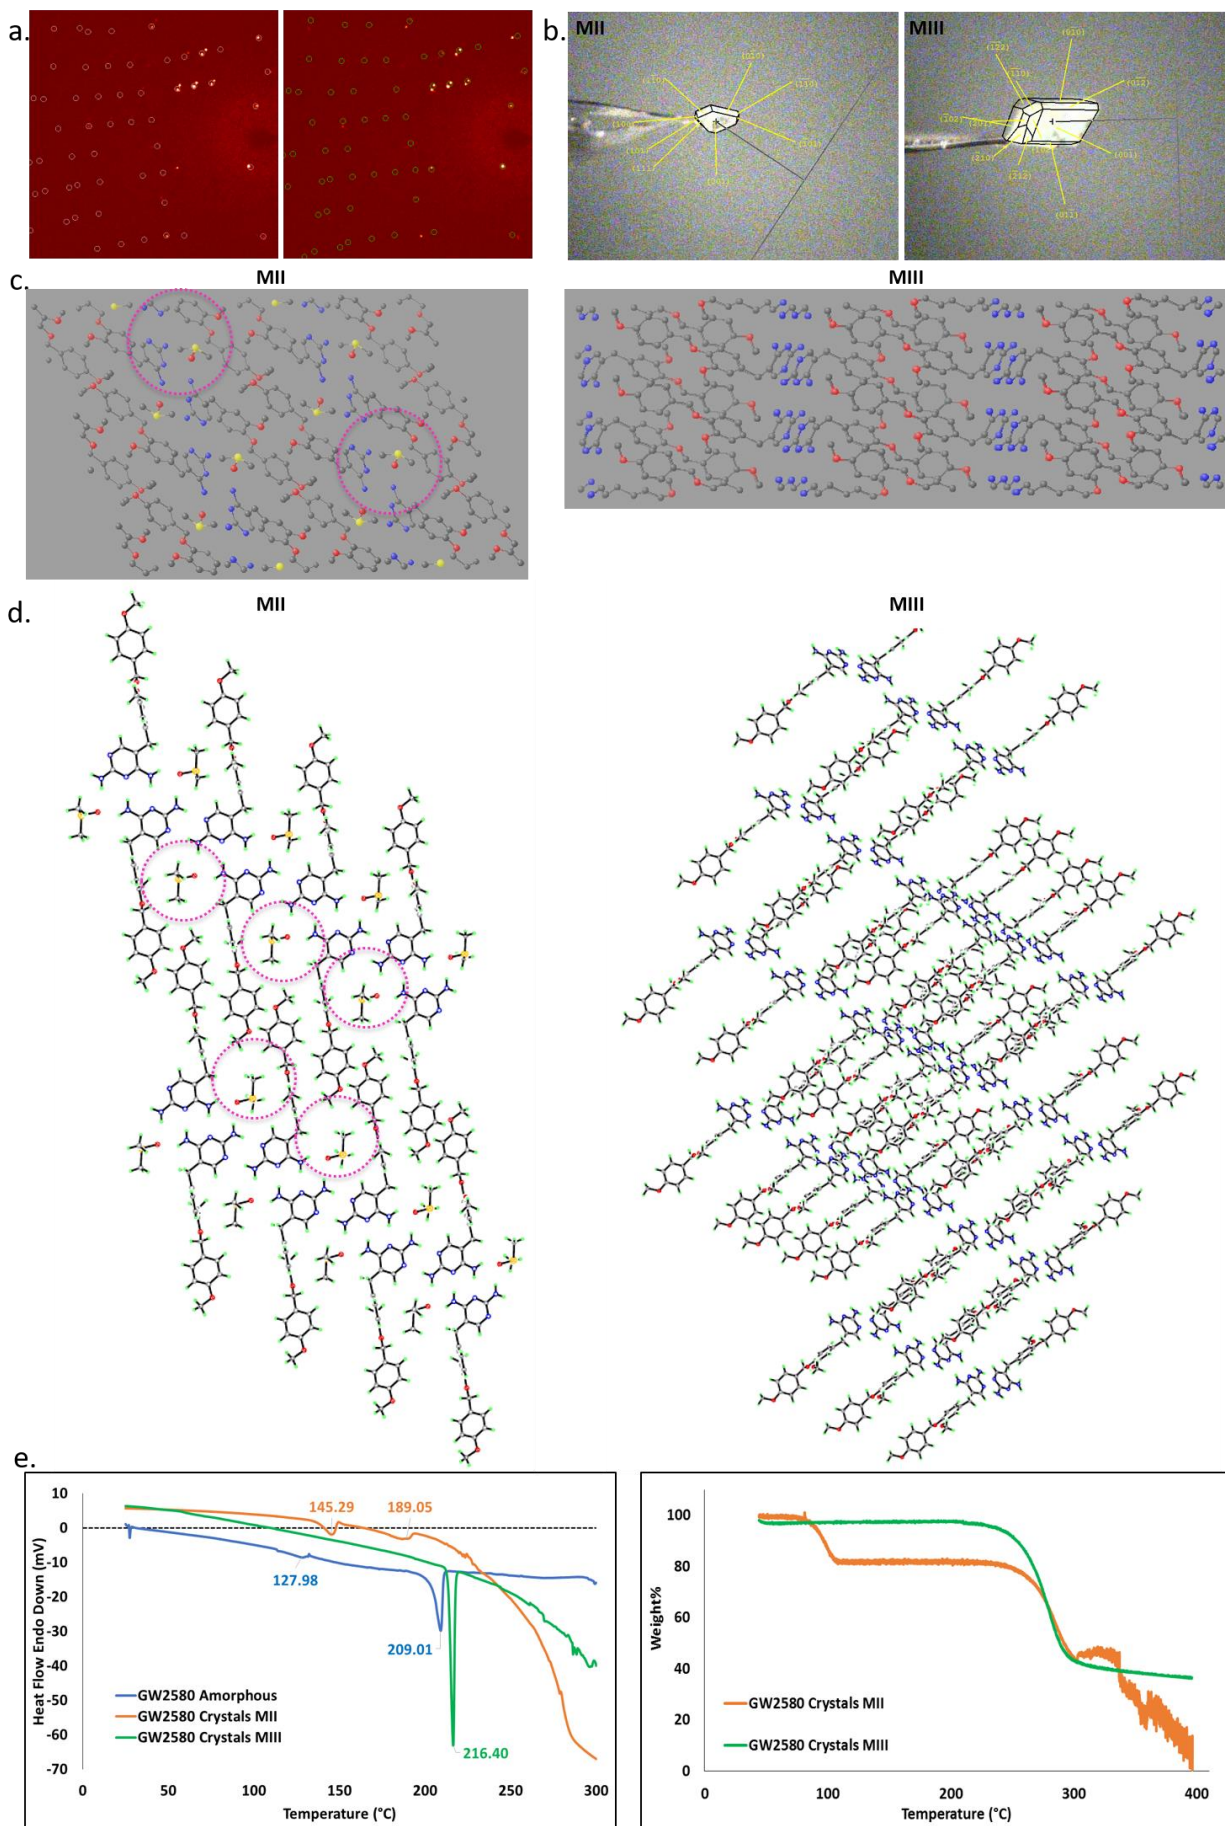 a.
b.
MII
MIII
(010)
(001)
(011)
c.
MII
MIII
d.
MII
MIII
e.
10
0
-10
-20
-30
-40
-50
-60
-70
Heat Flow Endo Down (mV)
145.29
189.05
127.98
209.01
216.40
GW2580 Amorphous
GW2580 Crystals MII
GW2580 Crystals MIII
0 50 100 150 200 250 300
Temperature (°C)
100
80
60
40
20
0
Weight%
GW2580 Crystals MII
GW2580 Crystals MIII
0 100 200 300 400
Temperature (°C)